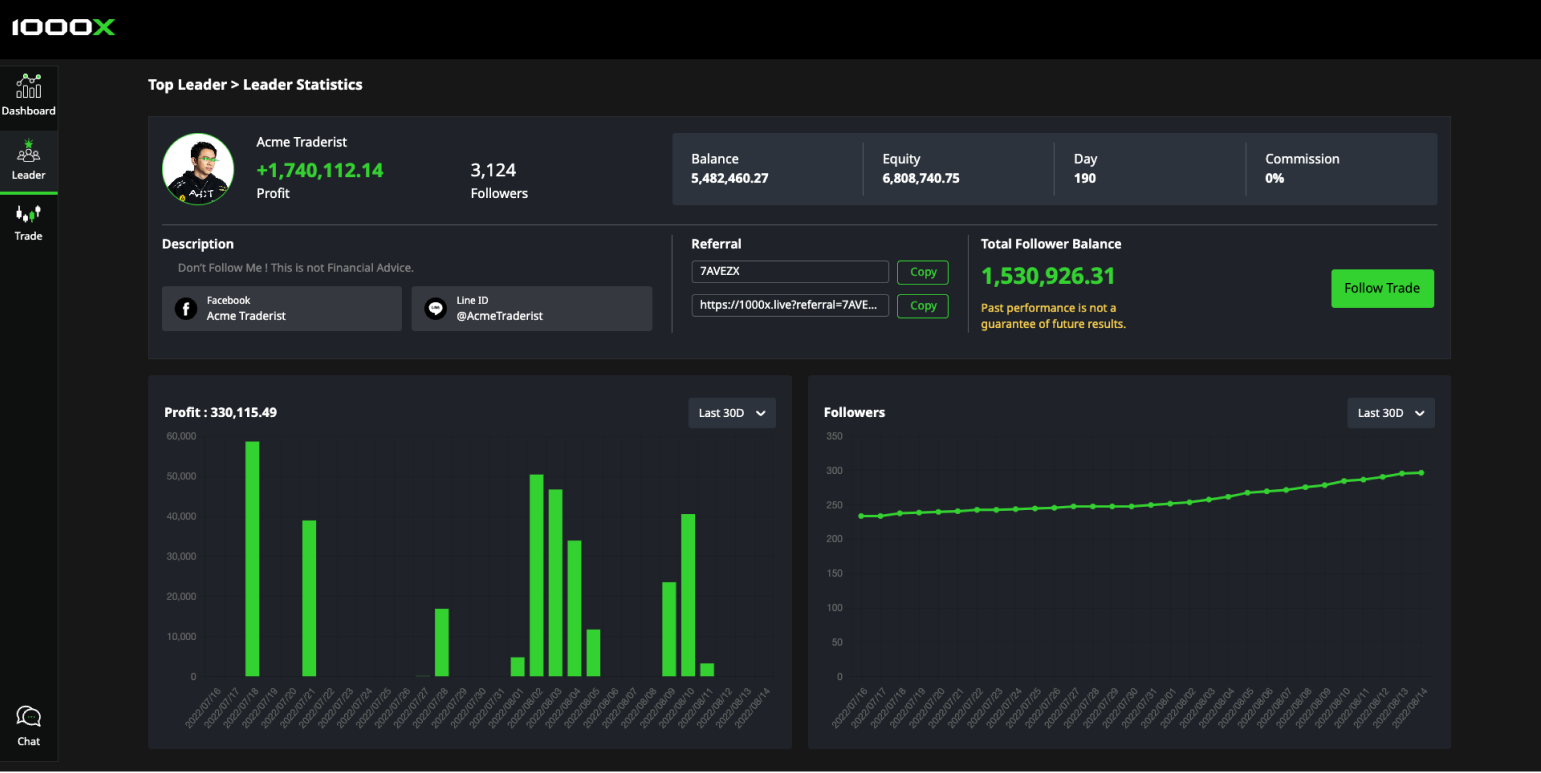 1000X
Dashboard
Leader
Trade
Chat
Top Leader > Leader Statistics
Acme Traderist
+1,740,112.14
Profit
3,124
Followers
Balance
5,482,460.27
Equity
6,808,740.75
Day
190
Commission
0%
Description
Don't Follow Me ! This is not Financial Advice.
Facebook
Acme Traderist
Line ID
@AcmeTraderist
Referral
7AVEZX
Copy
https://1000x.live?referral=7AVE...
Copy
Total Follower Balance
1,530,926.31
Past performance is not a
guarantee of future results.
Follow Trade
Profit : 330,115.49
Last 30D
60,000
50,000
40,000
30,000
20,000
10,000
0
2022/07/16
2022/07/17
2022/07/18
2022/07/19
2022/07/20
2022/07/21
2022/07/22
2022/07/23
2022/07/24
2022/07/25
2022/07/26
2022/07/27
2022/07/28
2022/07/29
2022/07/30
2022/07/31
2022/08/01
2022/08/02
2022/08/03
2022/08/04
2022/08/05
2022/08/06
2022/08/07
2022/08/08
2022/08/09
2022/08/10
2022/08/11
2022/08/12
2022/08/13
2022/08/14
Followers
Last 30D
350
300
250
200
150
100
50
0
2022/07/16
2022/07/17
2022/07/18
2022/07/19
2022/07/20
2022/07/21
2022/07/22
2022/07/23
2022/07/24
2022/07/25
2022/07/26
2022/07/27
2022/07/28
2022/07/29
2022/07/30
2022/07/31
2022/08/01
2022/08/02
2022/08/03
2022/08/04
2022/08/05
2022/08/06
2022/08/07
2022/08/08
2022/08/09
2022/08/10
2022/08/11
2022/08/12
2022/08/13
2022/08/14